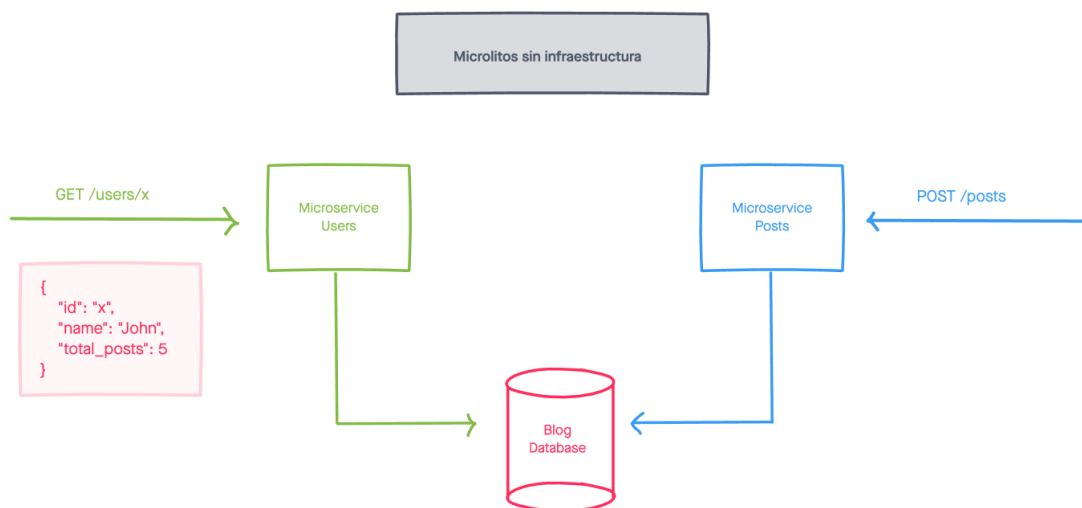 Microlitos sin infraestructura
GET /users/x
Microservice
Users
Microservice
Posts
POST /posts
{
"id": "x",
"name": "John",
"total_posts": 5
}
Blog
Database